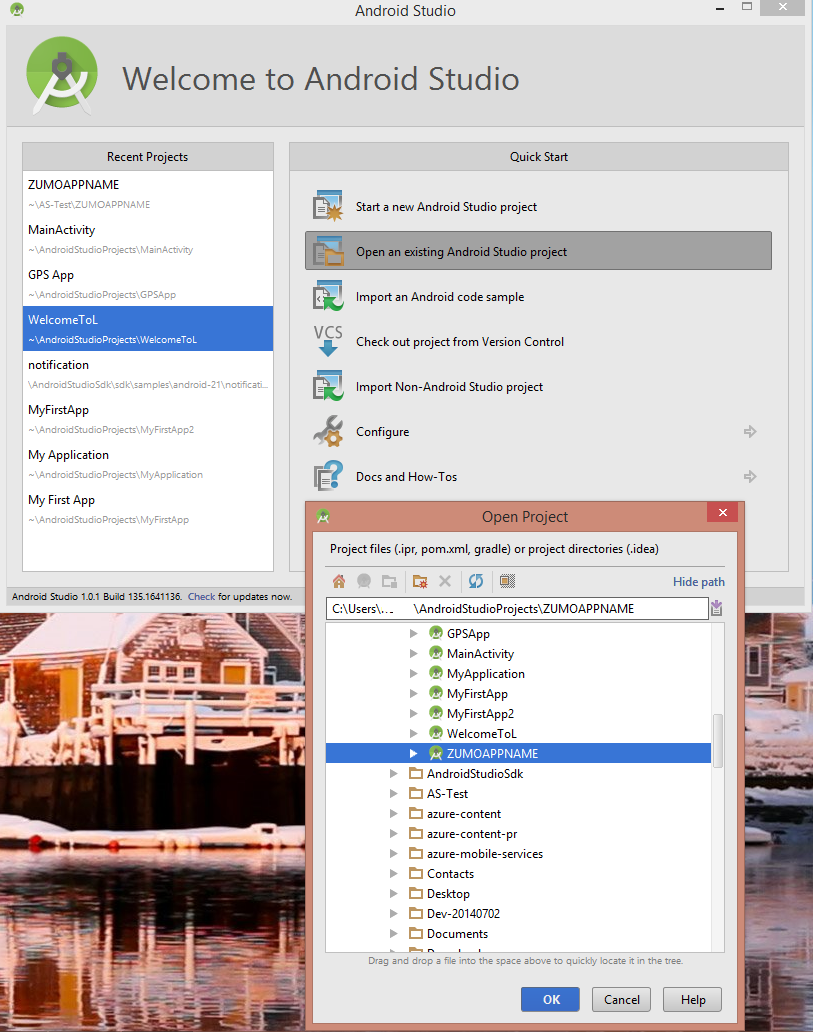 Android Studio
Welcome to Android Studio
Recent Projects
ZUMOAPPNAME
~\AS-Test\ZUMOAPPNAME
MainActivity
~\AndroidStudioProjects\MainActivity
GPS App
~\AndroidStudioProjects\GPSApp
WelcomeToL
~\AndroidStudioProjects\WelcomeToL
notification
\AndroidStudioSdk\sdk\samples\android-21\notificati...
MyFirstApp
~\AndroidStudioProjects\MyFirstApp2
My Application
~\AndroidStudioProjects\MyApplication
My First App
~\AndroidStudioProjects\MyFirstApp
Quick Start
Start a new Android Studio project
Open an existing Android Studio project
Import an Android code sample
VCS
Check out project from Version Control
Import Non-Android Studio project
Configure
Docs and How-Tos
Android Studio 1.0.1 Build 135.1641136. Check for updates now.
Open Project
Project files (.ipr, pom.xml, gradle) or project directories (.idea)
Hide path
C:\Users\... \AndroidStudioProjects\ZUMOAPPNAME
GPSApp
MainActivity
MyApplication
MyFirstApp
MyFirstApp2
WelcomeToL
ZUMOAPPNAME
AndroidStudioSdk
AS-Test
azure-content
azure-content-pr
azure-mobile-services
Contacts
Desktop
Dev-20140702
Documents
Drag and drop a file into the space above to quickly locate it in the tree.
OK
Cancel
Help